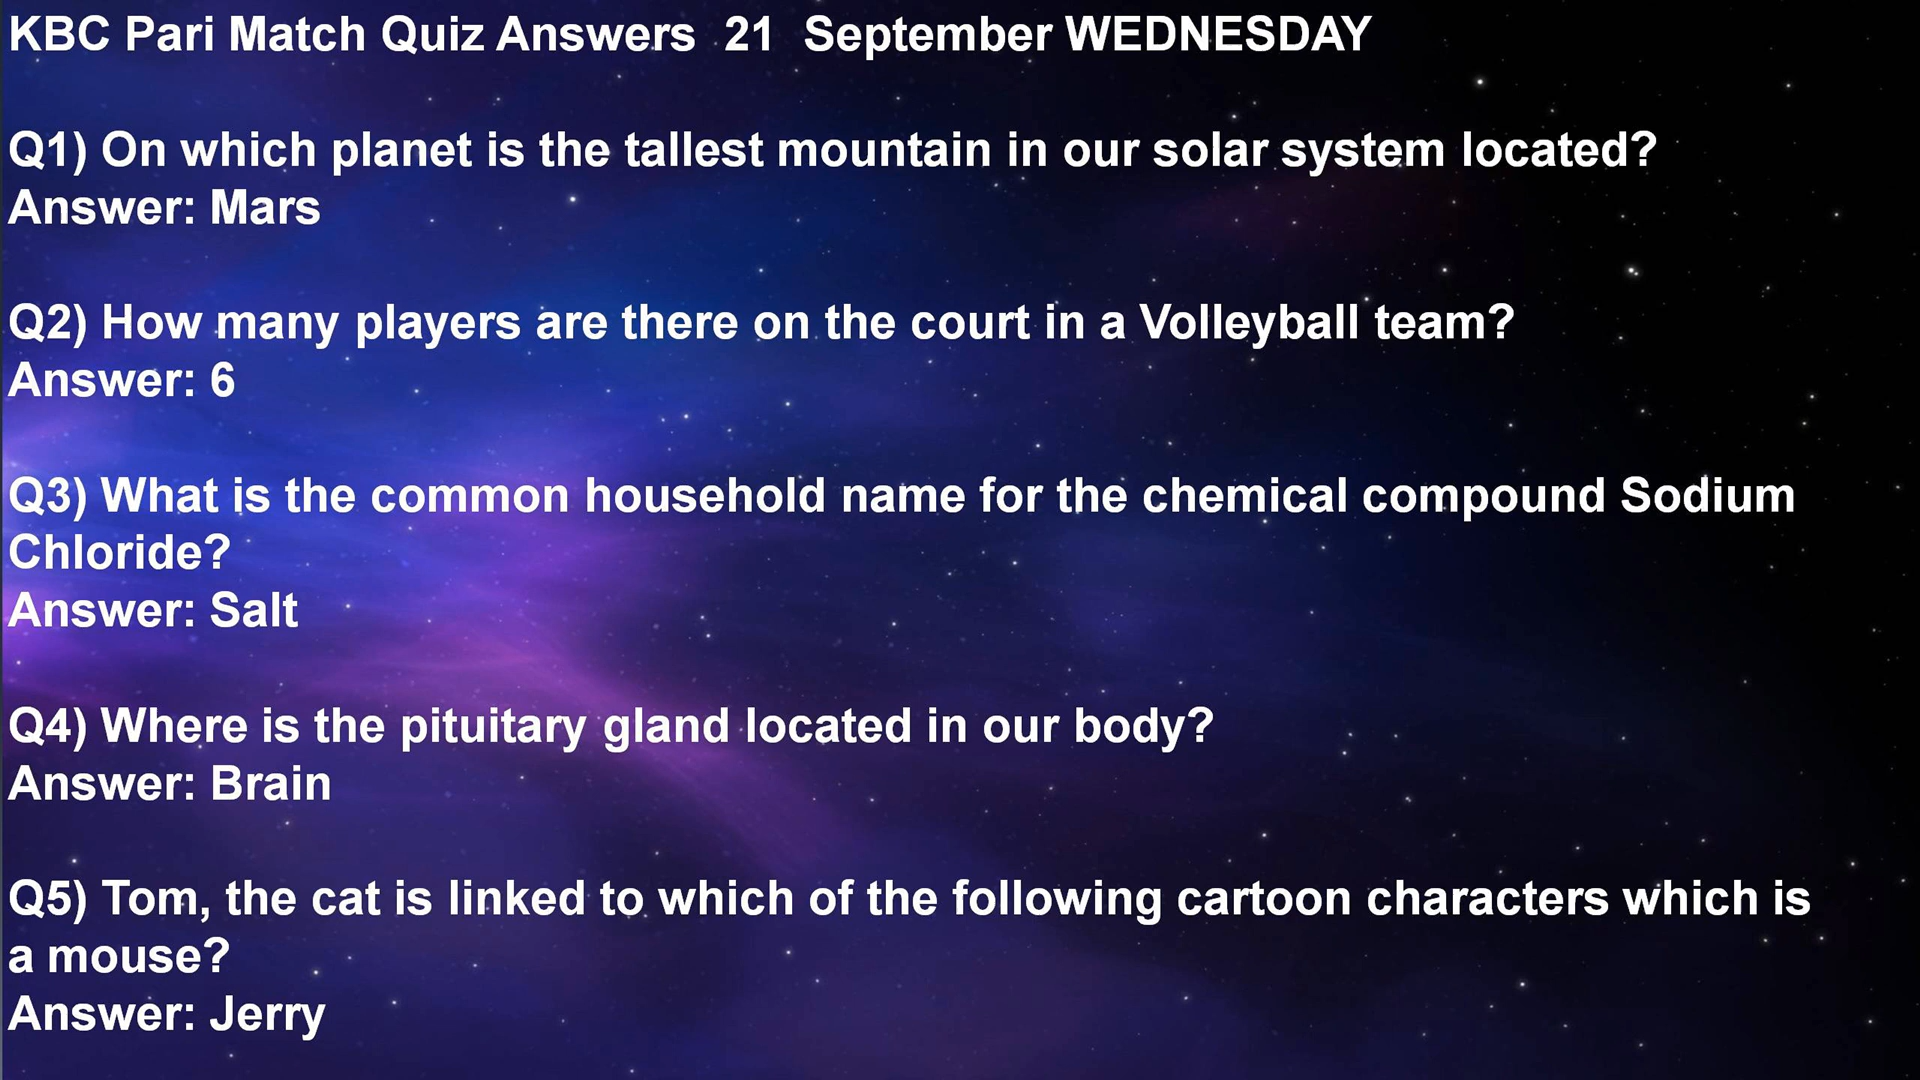 KBC Pari Match Quiz Answers 21 September WEDNESDAY
Q1) On which planet is the tallest mountain in our solar system located?
Answer: Mars
Q2) How many players are there on the court in a Volleyball team?
Answer: 6
Q3) What is the common household name for the chemical compound Sodium
Chloride?
Answer: Salt
Q4) Where is the pituitary gland located in our body?
Answer: Brain
Q5) Tom, the cat is linked to which of the following cartoon characters which is
a mouse?
Answer: Jerry